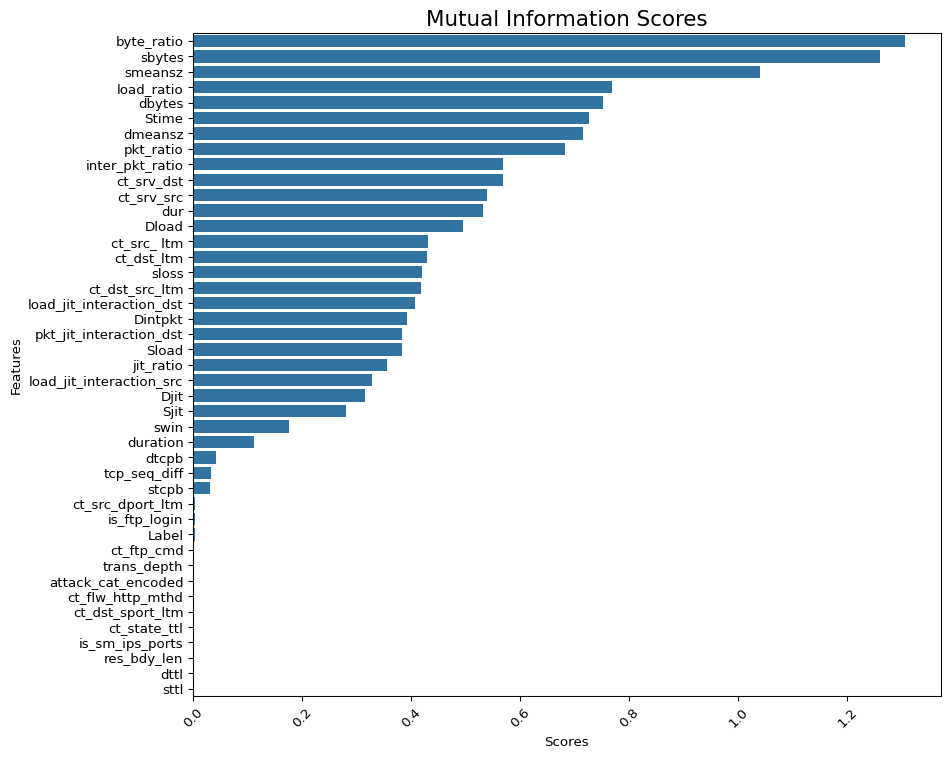 Mutual Information Scores
byte_ratio
sbytes
smeansz
load_ratio
dbytes
Stime
dmeansz
pkt_ratio
inter_pkt_ratio
ct_srv_dst
ct_srv_src
dur
Dload
ct_src_ ltm
ct_dst_ltm
sloss
ct_dst_src_ltm
load_jit_interaction_dst
Dintpkt
pkt_jit_interaction_dst
Sload
jit_ratio
load_jit_interaction_src
Djit
Sjit
swin
duration
dtcpb
tcp_seq_diff
stcpb
ct_src_dport_ltm
is_ftp_login
Label
ct_ftp_cmd
trans_depth
attack_cat_encoded
ct_flw_http_mthd
ct_dst_sport_ltm
ct_state_ttl
is_sm_ips_ports
res_bdy_len
dttl
sttl
Features
0.0 0.2 0.4 0.6 0.8 1.0 1.2
Scores